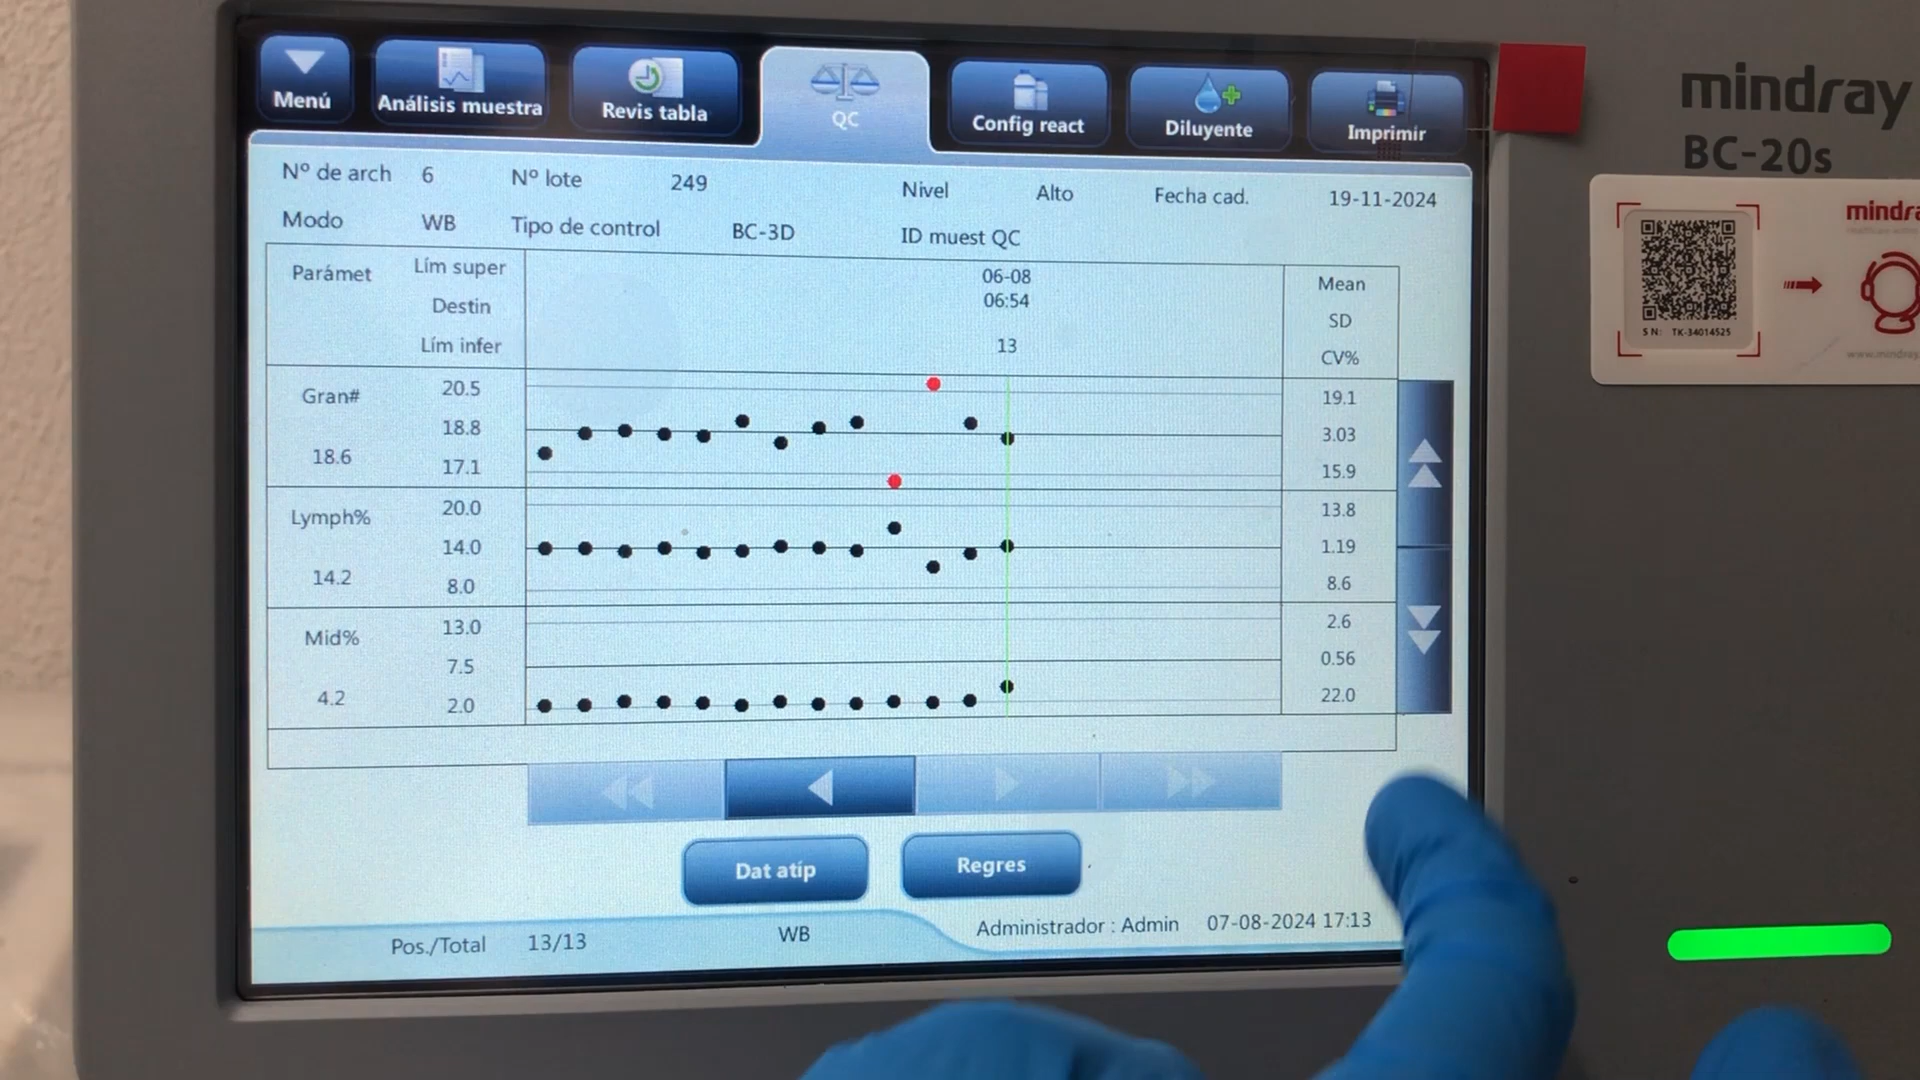 Menú
Análisis muestra
Revis tabla
QC
Config react
Diluyente
Imprimir
mindray
BC-20s
Nº de arch 6 Nº lote 249 Nivel Alto Fecha cad. 19-11-2024
Modo WB Tipo de control BC-3D ID muest QC
Parámet Lím super 06-08 Mean
Destin 06:54 SD
Lím infer 13 CV%
Gran# 20.5 19.1
18.8 3.03
18.6 17.1 15.9
Lymph% 20.0 13.8
14.0 1.19
14.2 8.0 8.6
Mid% 13.0 2.6
7.5 0.56
4.2 2.0 22.0
Dat atíp
Regres
Pos./Total 13/13 WB Administrador : Admin 07-08-2024 17:13
mindra
SN: TK-34014525
www.mindray